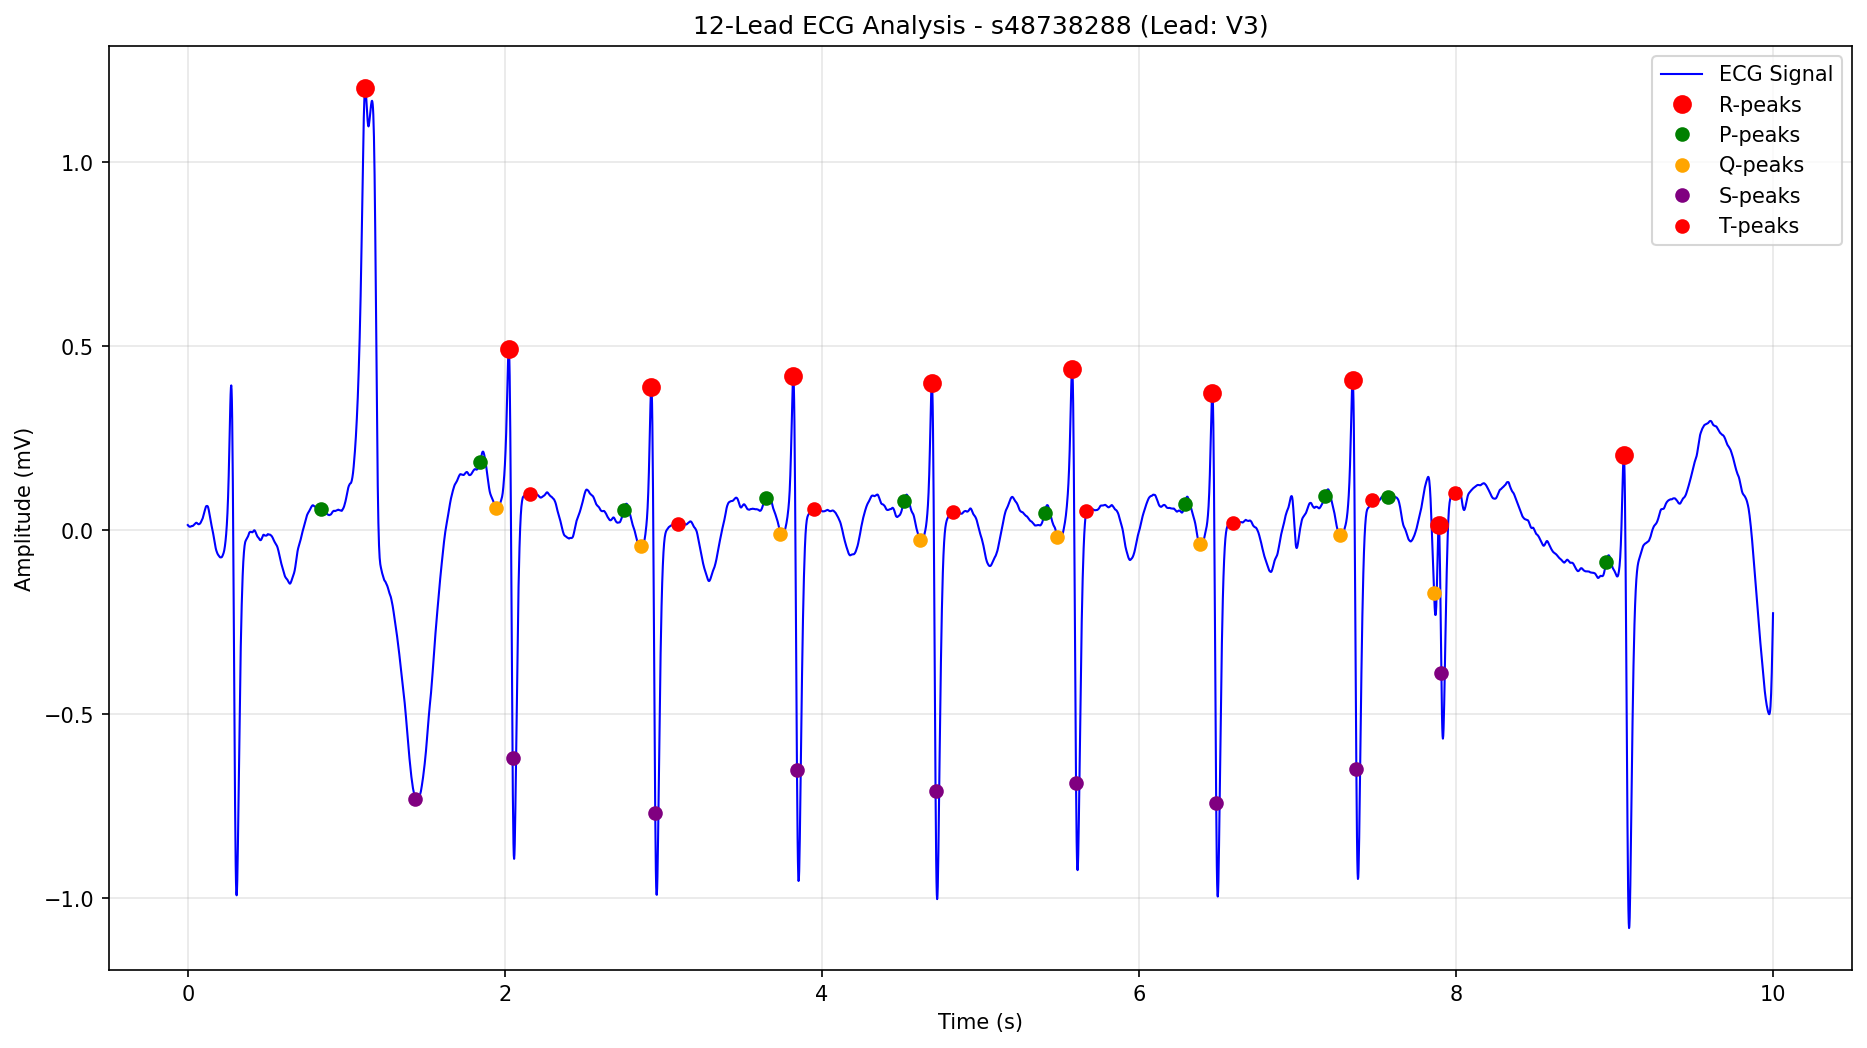 12-Lead ECG Analysis - s48738288 (Lead: V3)
ECG Signal
R-peaks
P-peaks
Q-peaks
S-peaks
T-peaks
Amplitude (mV)
1.0
0.5
0.0
−0.5
−1.0
0 2 4 6 8 10
Time (s)